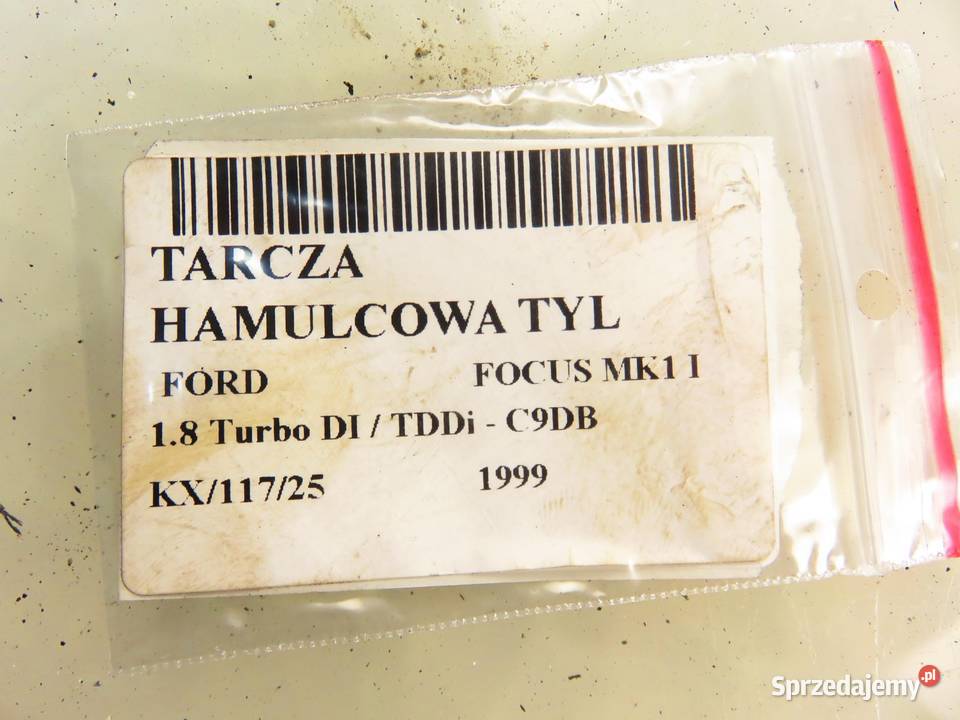 TARCZA
HAMULCOWA TYL
FORD FOCUS MK1 I
1.8 Turbo DI / TDDi - C9DB
KX/117/25 1999
Sprzedajemy.pl